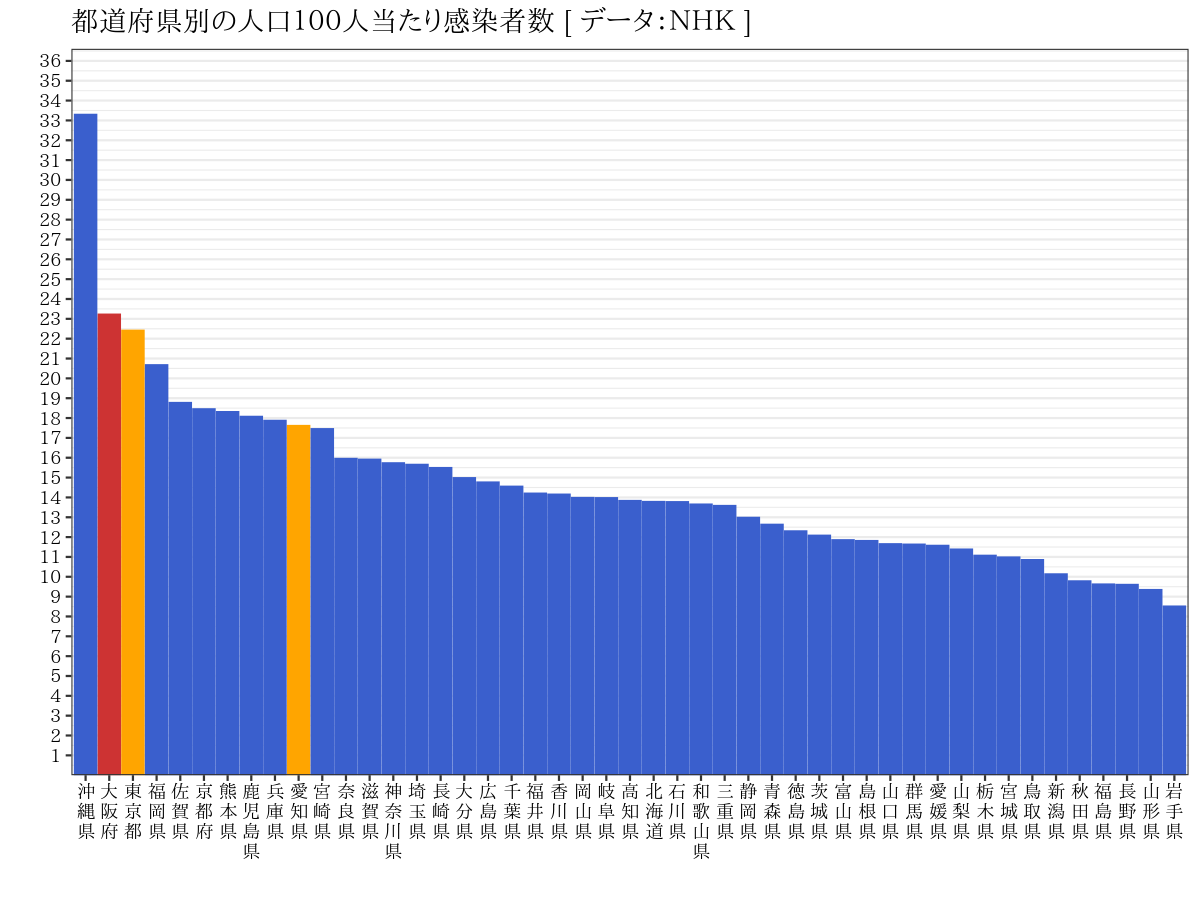 都道府県別の人口100人当たり感染者数 [ データ：NHK ]
36
35
34
33
32
31
30
29
28
27
26
25
24
23
22
21
20
19
18
17
16
15
14
13
12
11
10
9
8
7
6
5
4
3
2
1
沖縄県
大阪府
東京都
福岡県
佐賀県
京都府
熊本県
鹿児島県
兵庫県
愛知県
宮崎県
奈良県
滋賀県
神奈川県
埼玉県
長崎県
大分県
広島県
千葉県
福井県
香川県
岡山県
岐阜県
高知県
北海道
石川県
和歌山県
三重県
静岡県
青森県
徳島県
茨城県
富山県
島根県
山口県
群馬県
愛媛県
山梨県
栃木県
宮城県
鳥取県
新潟県
秋田県
福島県
長野県
山形県
岩手県